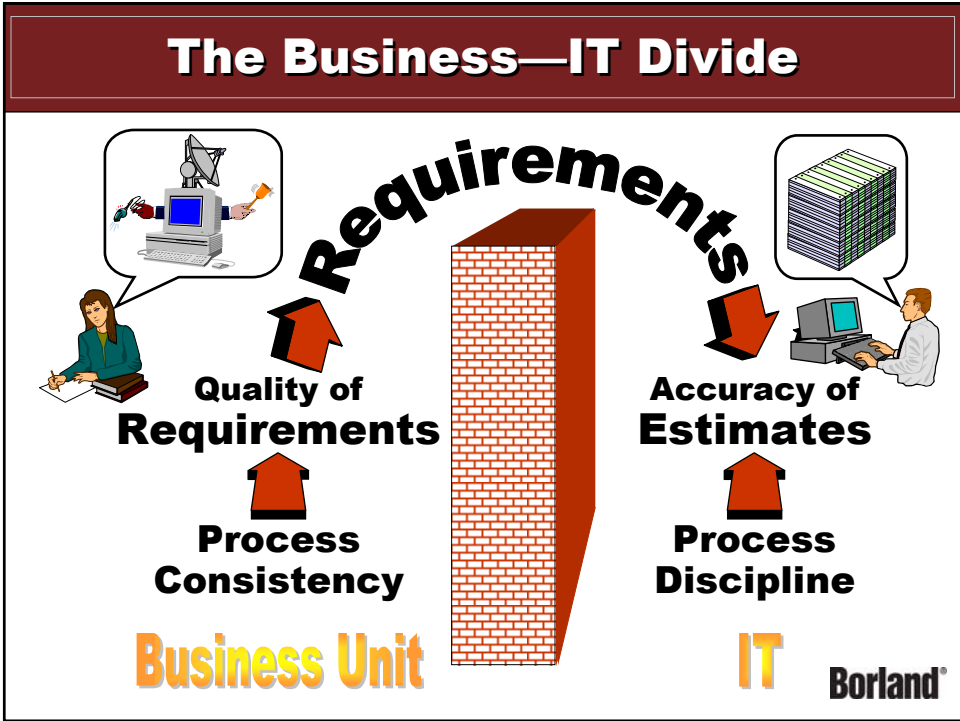 The Business—IT Divide
Requirements
Quality of
Requirements
Process
Consistency
Business Unit
Accuracy of
Estimates
Process
Discipline
IT
Borland®